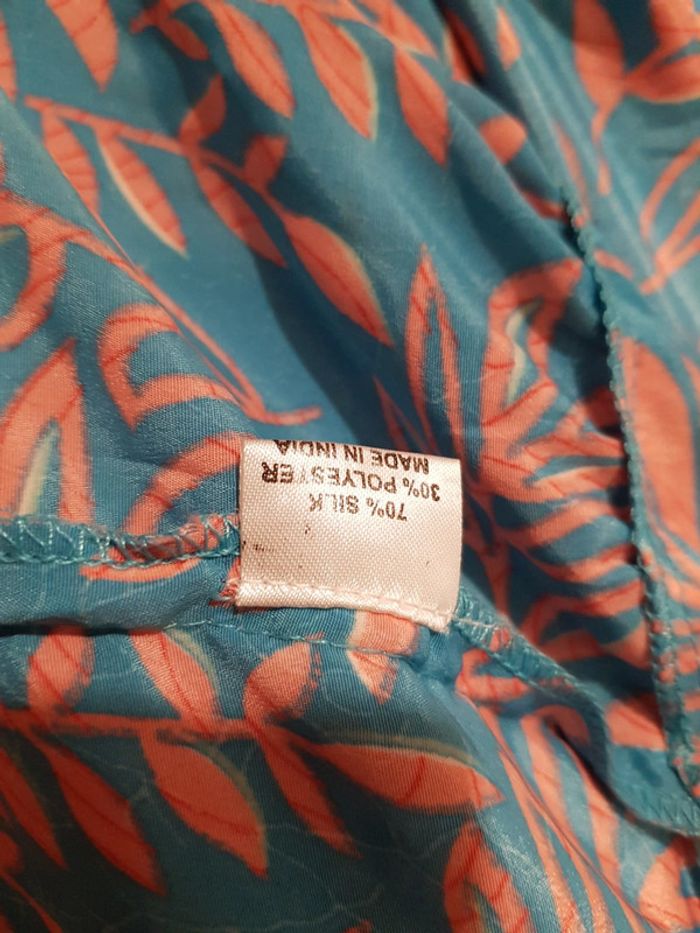 70% SILK
30% POLYESTER
MADE IN INDIA